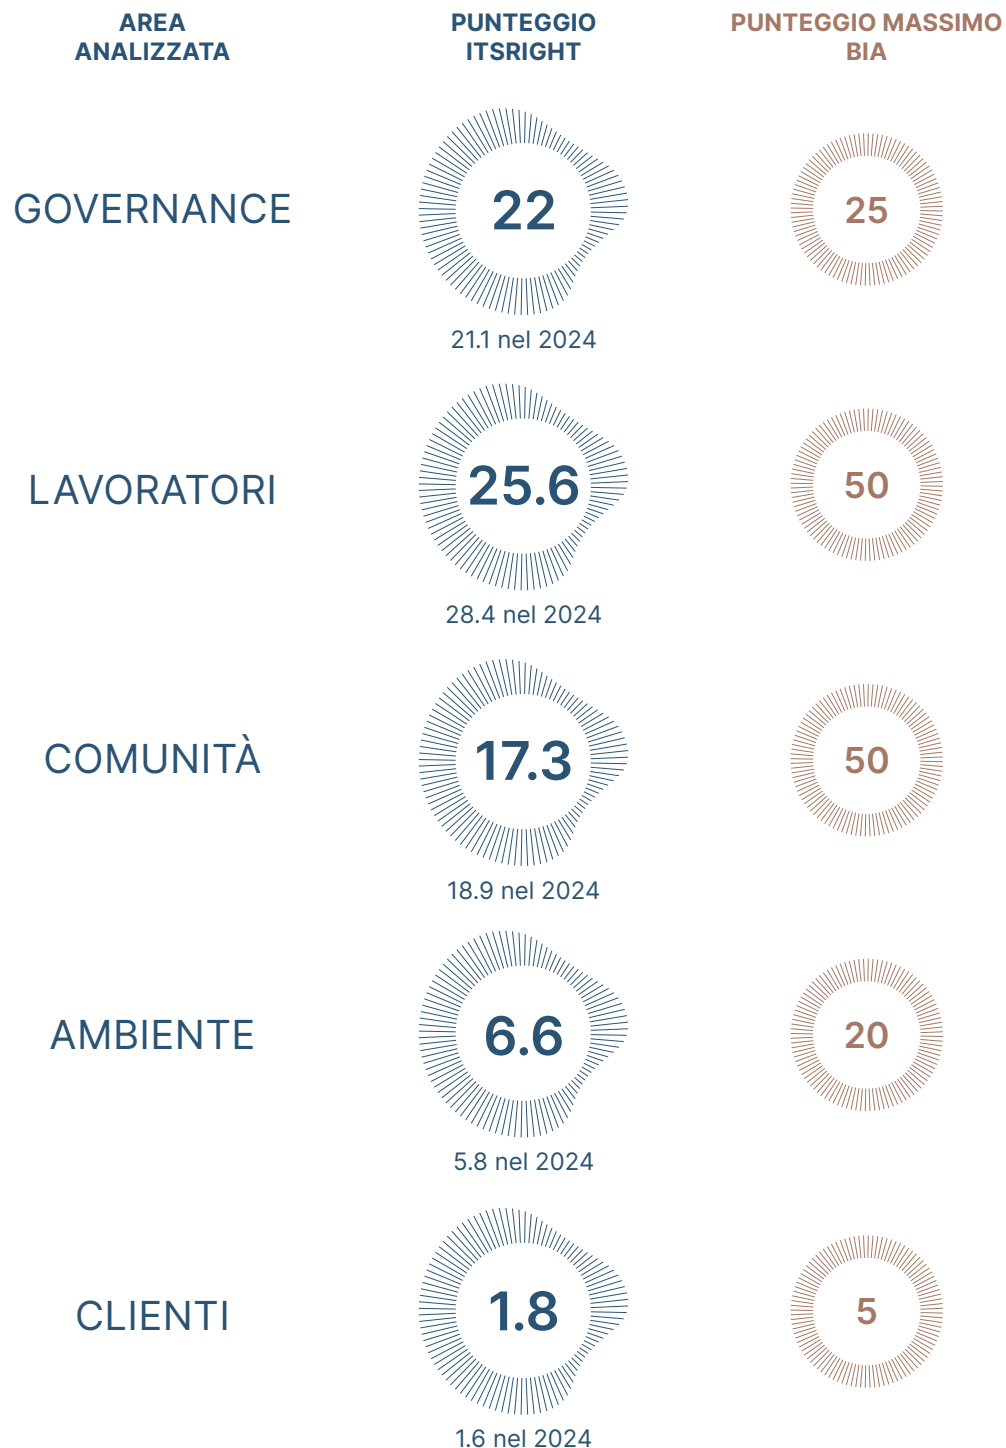 AREA
ANALIZZATA
PUNTEGGIO
ITSRIGHT
PUNTEGGIO MASSIMO
BIA
GOVERNANCE
22
25
21.1 nel 2024
LAVORATORI
25.6
50
28.4 nel 2024
COMUNITÀ
17.3
50
18.9 nel 2024
AMBIENTE
6.6
20
5.8 nel 2024
CLIENTI
1.8
5
1.6 nel 2024